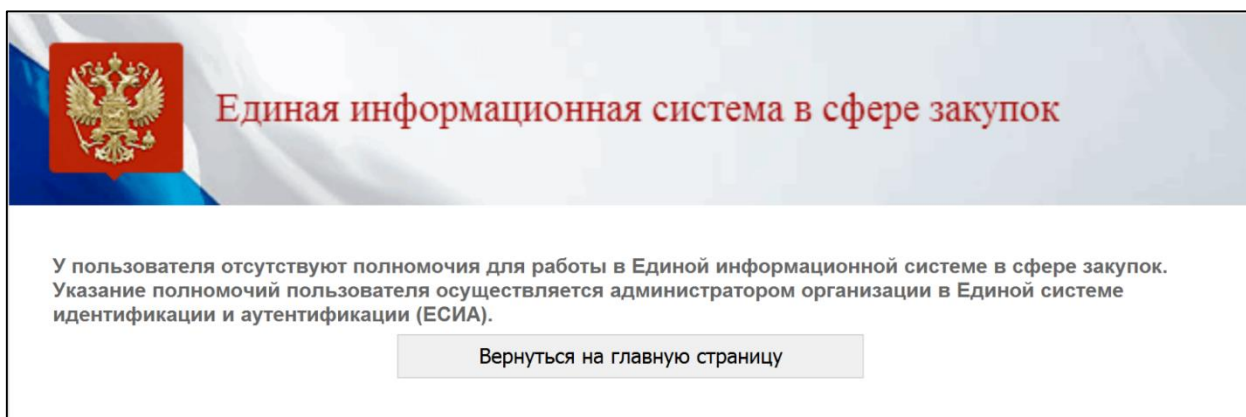 Единая информационная система в сфере закупок
У пользователя отсутствуют полномочия для работы в Единой информационной системе в сфере закупок.
Указание полномочий пользователя осуществляется администратором организации в Единой системе
идентификации и аутентификации (ЕСИА).
Вернуться на главную страницу